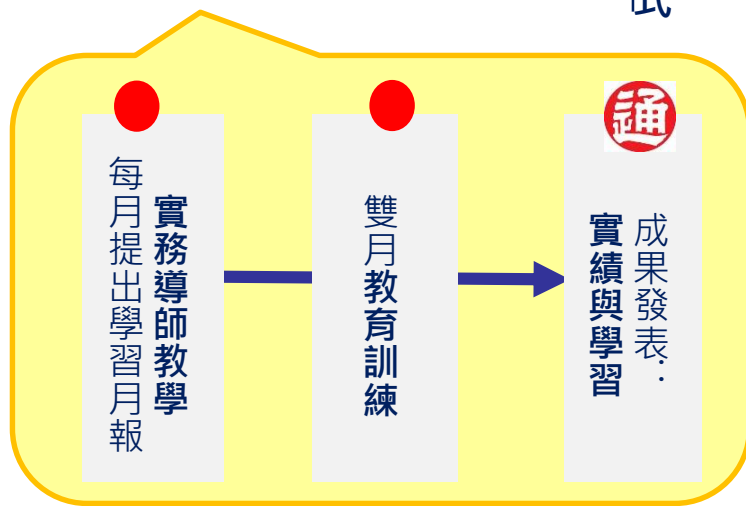 實務導師教學
每月提出學習月報
雙月教育訓練
通
成果發表：
實績與學習